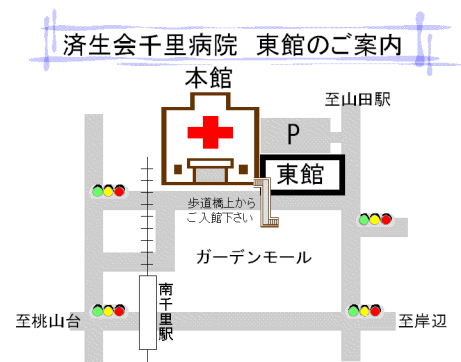 済生会千里病院　東館のご案内
本館
至山田駅
P
東館
歩道橋上から
ご入館下さい
ガーデンモール
南千里駅
至桃山台
至岸辺